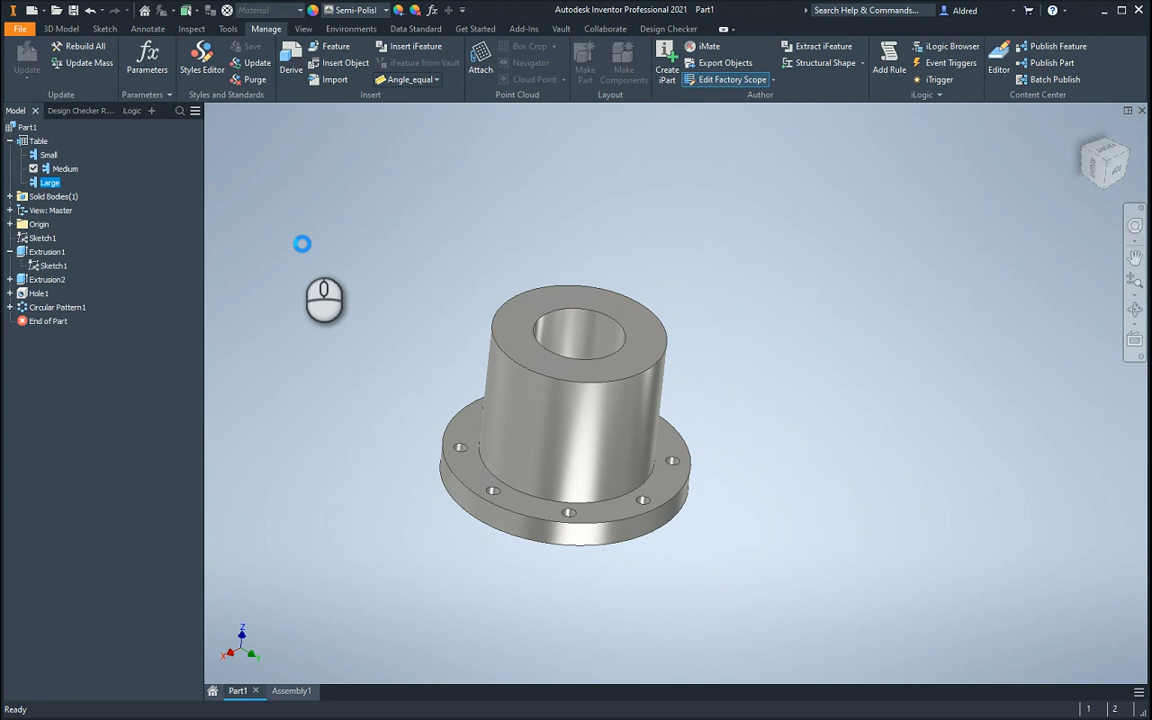 Material Semi-Polisl Autodesk Inventor Professional 2021 Part1 Search Help & Commands... Aldred
File 3D Model Sketch Annotate Inspect Tools Manage View Environments Get Started Add-Ins Vault Collaborate Design Checker
Update Rebuild All Update Mass
Parameters
Styles Editor Save Update Purge
Derive Feature Insert Object Import Insert iFeature iFeature from Vault Angle_equal
Attach Box Crop Navigator Cloud Point
Make Part Make Components
Create iPart iMate Export Objects Edit Factory Scope Extract iFeature Structural Shape
Add Rule iLogic Browser Event Triggers iTrigger
Editor Publish Feature Publish Part Batch Publish
Update Parameters Styles and Standards Insert Point Cloud Layout Author iLogic Content Center
Model Design Checker R... iLogic
Part1
Table
Small
Medium
Large
Solid Bodies(1)
View: Master
Origin
Sketch1
Extrusion1
Sketch1
Extrusion2
Hole1
Circular Pattern1
End of Part
FRONT
RIGHT
TOP
Z
X
Y
Part1 Assembly1
Ready 1 2